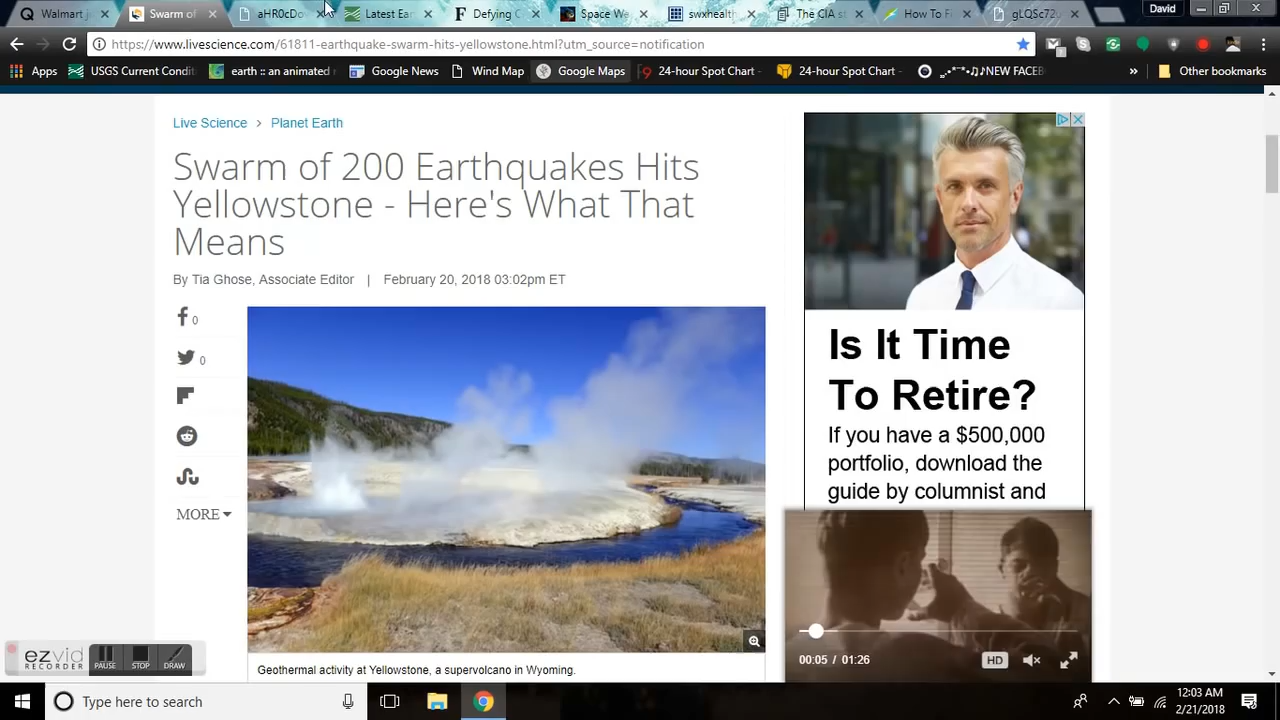 Walmart j
Swarm of
aHR0cDo
Latest Ear
Defying G
Space We
swxhealth
The CIA st
How To Fi
gLQSc72u
David
https://www.livescience.com/61811-earthquake-swarm-hits-yellowstone.html?utm_source=notification
Apps
USGS Current Condi
earth :: an animated
Google News
Wind Map
Google Maps
24-hour Spot Chart -
24-hour Spot Chart -
NEW FACEB
»
Other bookmarks
Live Science > Planet Earth
Swarm of 200 Earthquakes Hits
Yellowstone - Here's What That
Means
By Tia Ghose, Associate Editor | February 20, 2018 03:02pm ET
0
0
MORE
Geothermal activity at Yellowstone, a supervolcano in Wyoming.
Is It Time
To Retire?
If you have a $500,000
portfolio, download the
guide by columnist and
00:05 / 01:26
HD
ezvid
RECORDER
PAUSE
STOP
DRAW
Type here to search
12:03 AM
2/21/2018